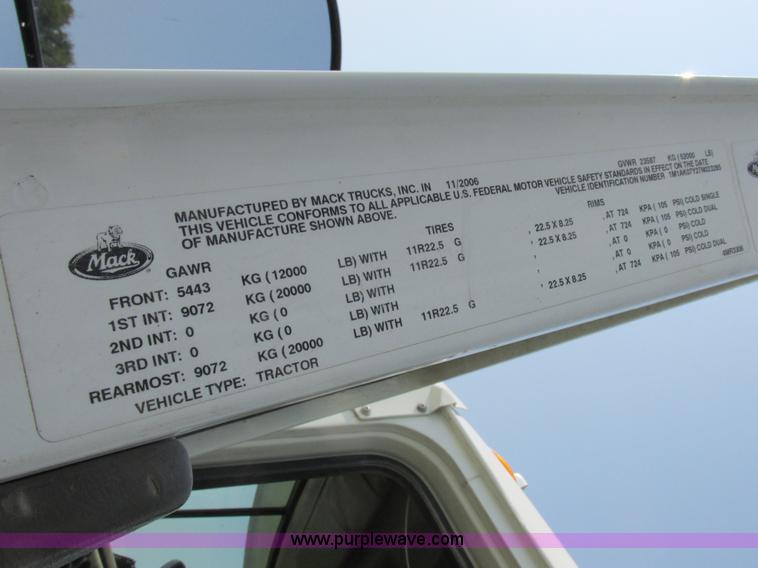 MANUFACTURED BY MACK TRUCKS, INC. IN 11/2006 GVWR 23587 KG (52000 LB)
THIS VEHICLE CONFORMS TO ALL APPLICABLE U.S. FEDERAL MOTOR VEHICLE SAFETY STANDARDS IN EFFECT ON THE DATE
OF MANUFACTURE SHOWN ABOVE. VEHICLE IDENTIFICATION NUMBER
Mack
GAWR TIRES RIMS
FRONT: 5443 KG (12000 LB) WITH 11R22.5 G , 22.5 X 8.25 , AT 724 KPA (105 PSI) COLD SINGLE
1ST INT: 9072 KG (20000 LB) WITH 11R22.5 G , 22.5 X 8.25 , AT 724 KPA (105 PSI) COLD DUAL
2ND INT: 0 KG (0 LB) WITH , , AT 0 KPA (0 PSI) COLD
3RD INT: 0 KG (0 LB) WITH , , AT 0 KPA (0 PSI) COLD
REARMOST: 9072 KG (20000 LB) WITH 11R22.5 G , 22.5 X 8.25 , AT 724 KPA (105 PSI) COLD DUAL
VEHICLE TYPE: TRACTOR
www.purplewave.com